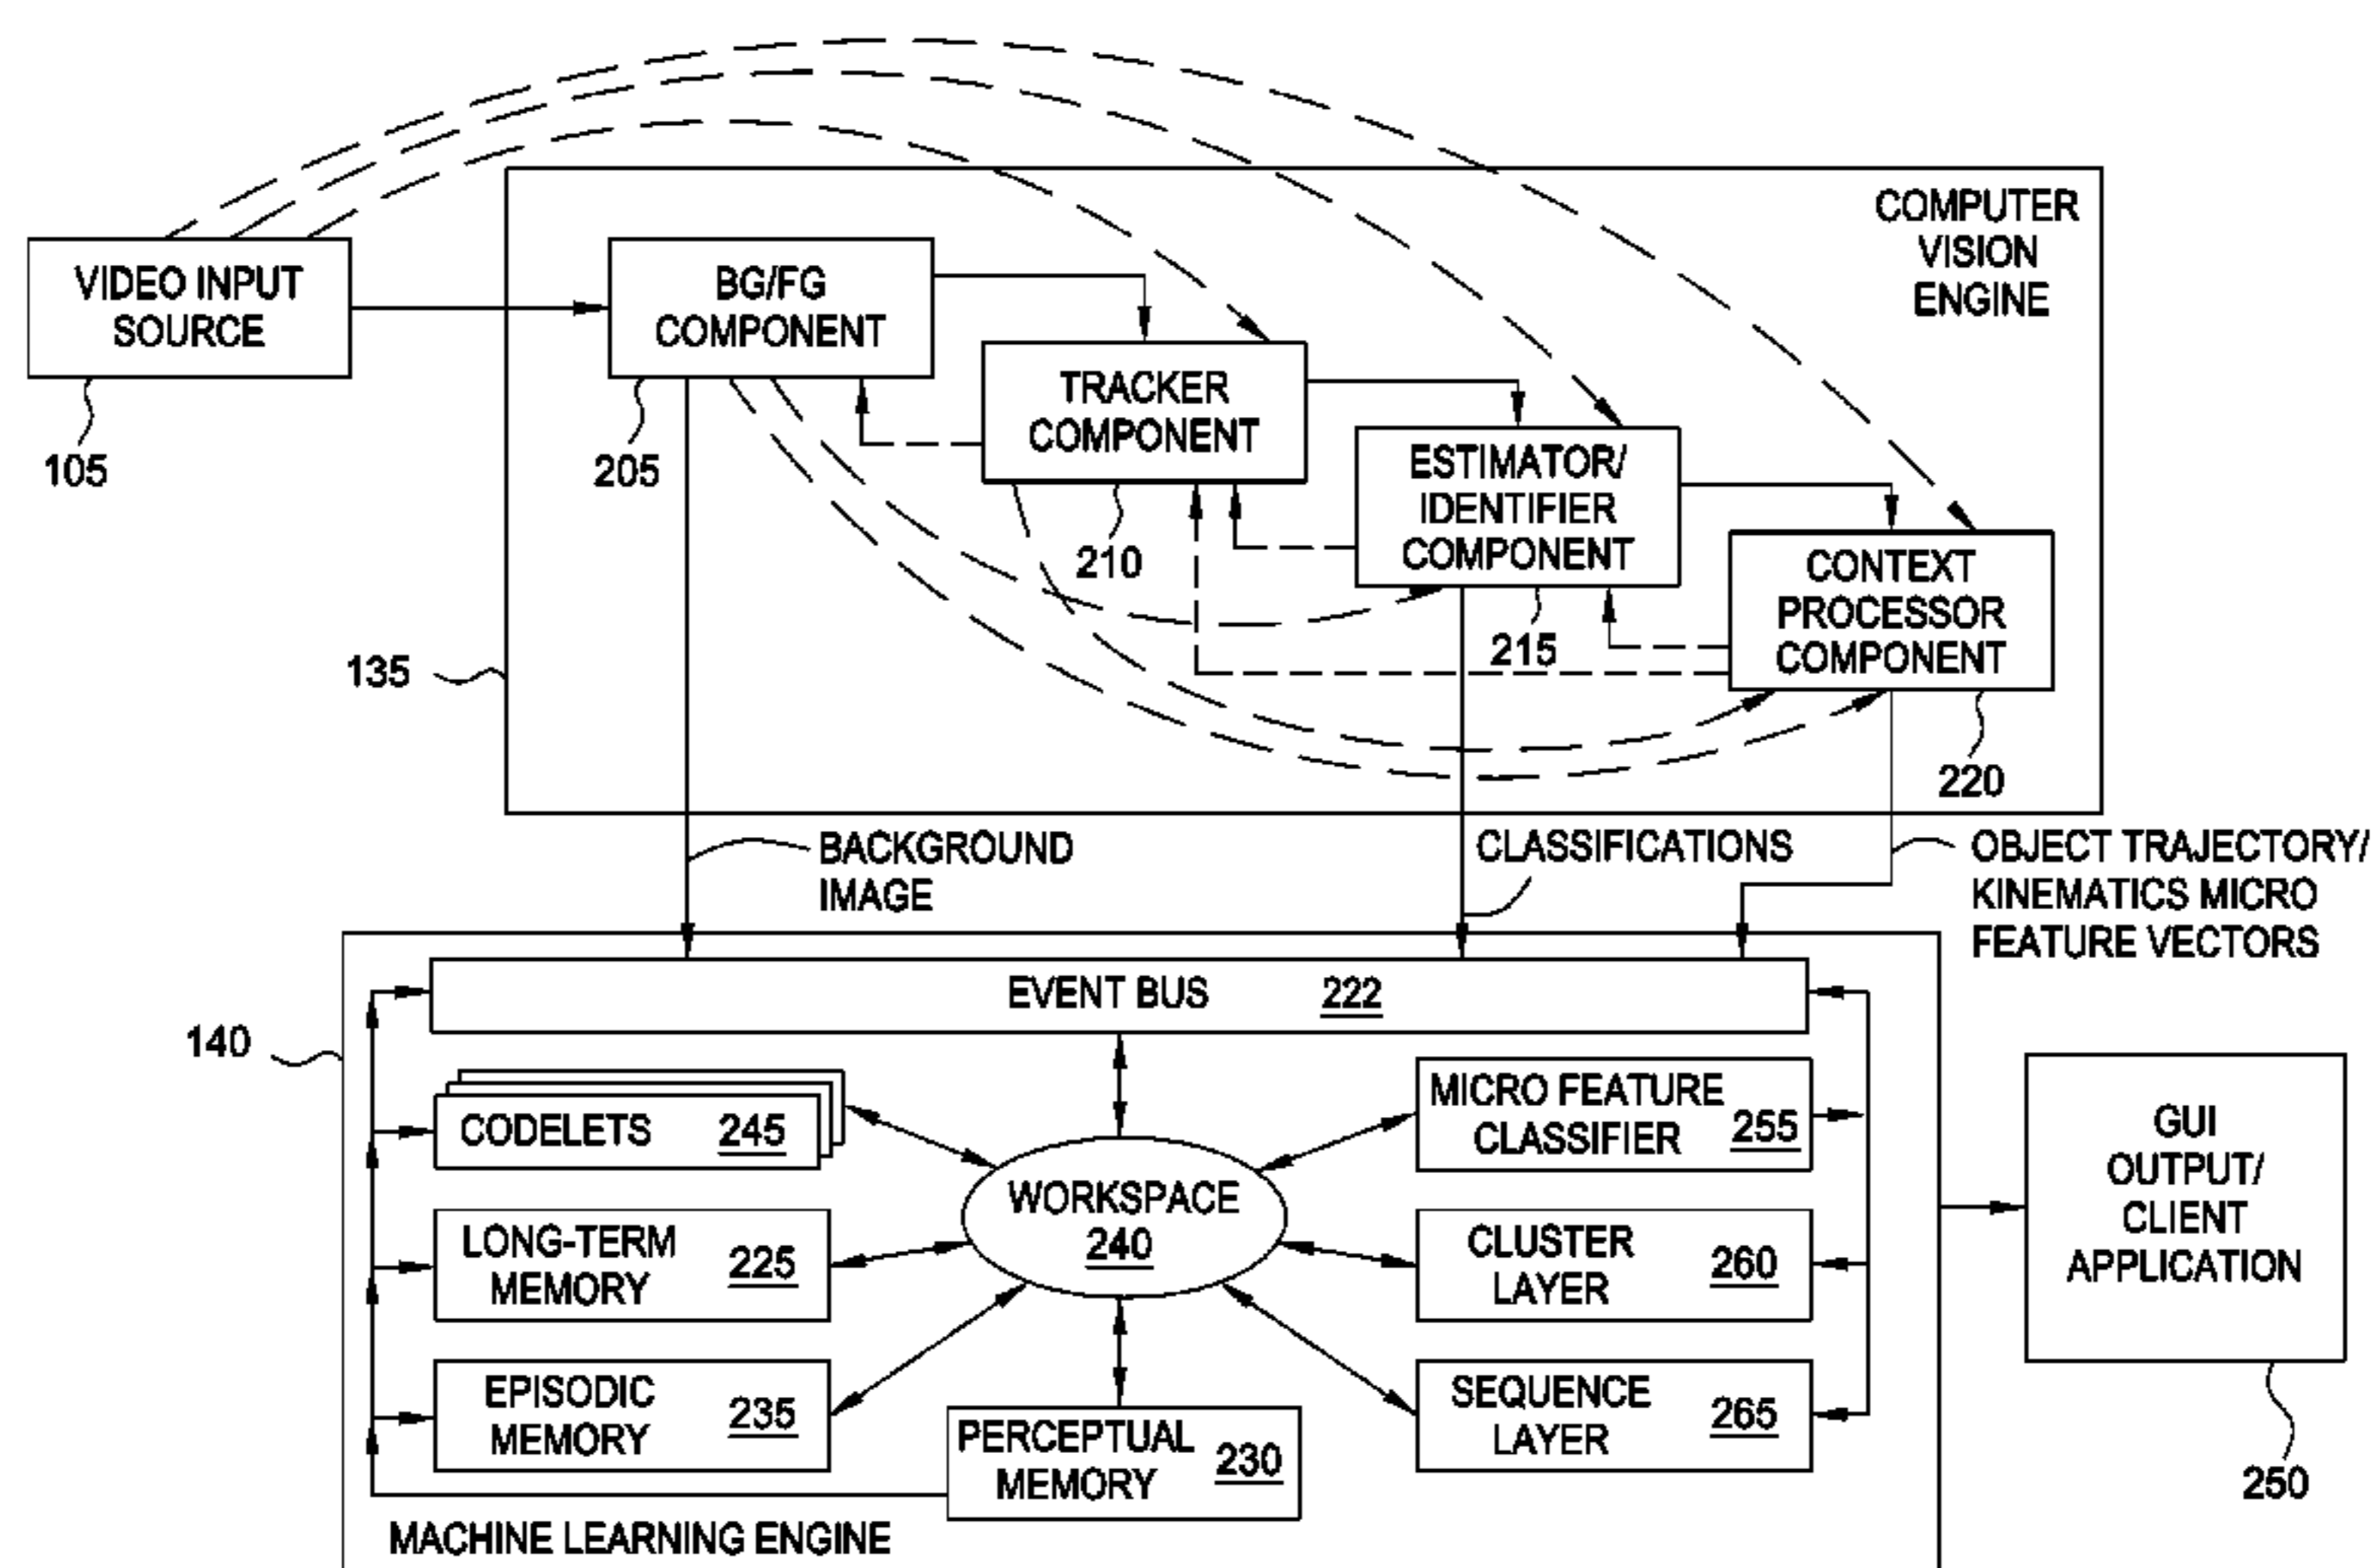 COMPUTER
VISION
ENGINE
VIDEO INPUT
SOURCE
105
BG/FG
COMPONENT
205
TRACKER
COMPONENT
210
ESTIMATOR/
IDENTIFIER
COMPONENT
215
CONTEXT
PROCESSOR
COMPONENT
220
135
BACKGROUND
IMAGE
CLASSIFICATIONS
OBJECT TRAJECTORY/
KINEMATICS MICRO
FEATURE VECTORS
140
EVENT BUS 222
CODELETS 245
LONG-TERM
MEMORY 225
EPISODIC
MEMORY 235
WORKSPACE
240
PERCEPTUAL
MEMORY 230
MICRO FEATURE
CLASSIFIER 255
CLUSTER
LAYER 260
SEQUENCE
LAYER 265
MACHINE LEARNING ENGINE
GUI
OUTPUT/
CLIENT
APPLICATION
250